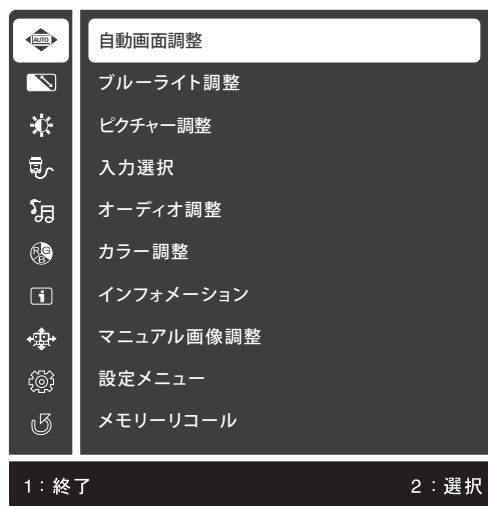 AUTO 自動画面調整
ブルーライト調整
ピクチャー調整
入力選択
オーディオ調整
RGB カラー調整
i インフォメーション
マニュアル画像調整
設定メニュー
メモリーリコール
1：終了 2：選択